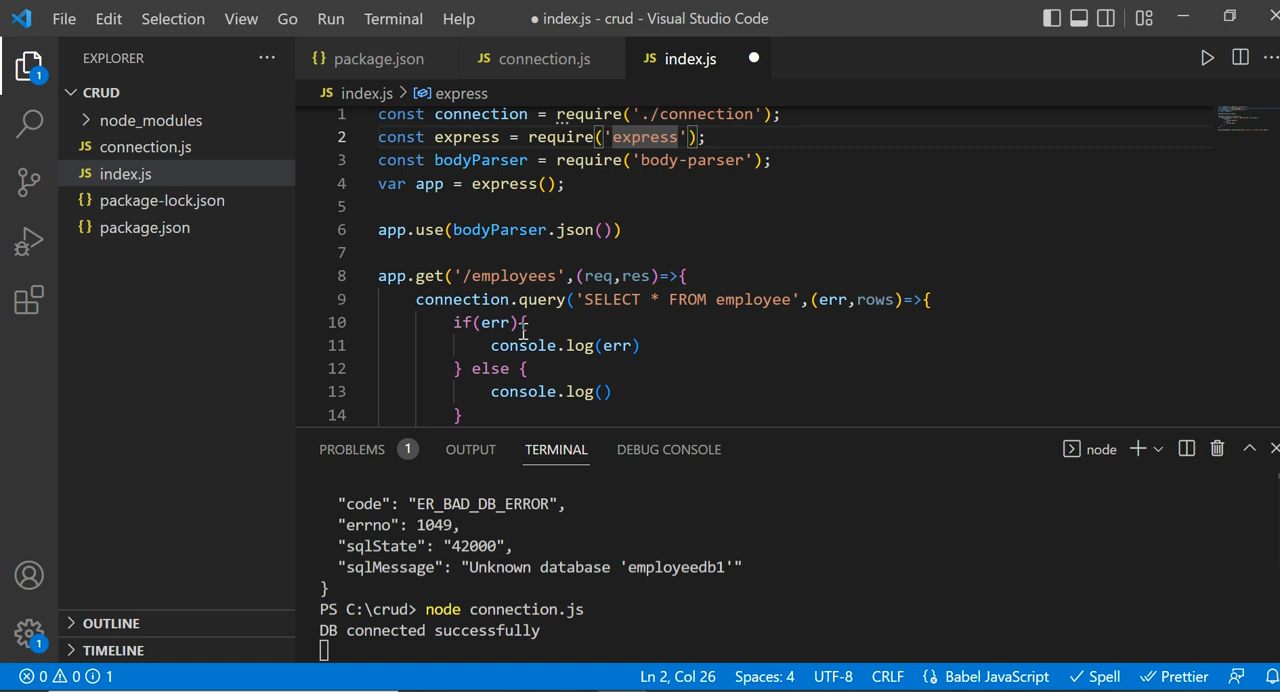 File Edit Selection View Go Run Terminal Help ● index.js - crud - Visual Studio Code
EXPLORER ···
{} package.json JS connection.js JS index.js ●
1
JS index.js > express
CRUD
node_modules
JS connection.js
JS index.js
{} package-lock.json
{} package.json
1 const connection = require('./connection');
2 const express = require('express');
3 const bodyParser = require('body-parser');
4 var app = express();
5
6 app.use(bodyParser.json())
7
8 app.get('/employees',(req,res)=>{
9 connection.query('SELECT * FROM employee',(err,rows)=>{
10 if(err){
11 console.log(err)
12 } else {
13 console.log()
14 }
PROBLEMS 1 OUTPUT TERMINAL DEBUG CONSOLE node
"code": "ER_BAD_DB_ERROR",
"errno": 1049,
"sqlState": "42000",
"sqlMessage": "Unknown database 'employeedb1'"
}
PS C:\crud> node connection.js
DB connected successfully
OUTLINE
TIMELINE
1
0 0 1 Ln 2, Col 26 Spaces: 4 UTF-8 CRLF {} Babel JavaScript Spell Prettier